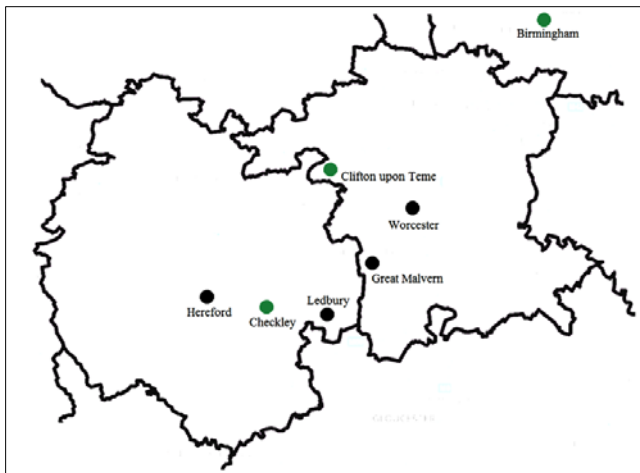 Birmingham
Clifton upon Teme
Worcester
Great Malvern
Hereford
Checkley
Ledbury